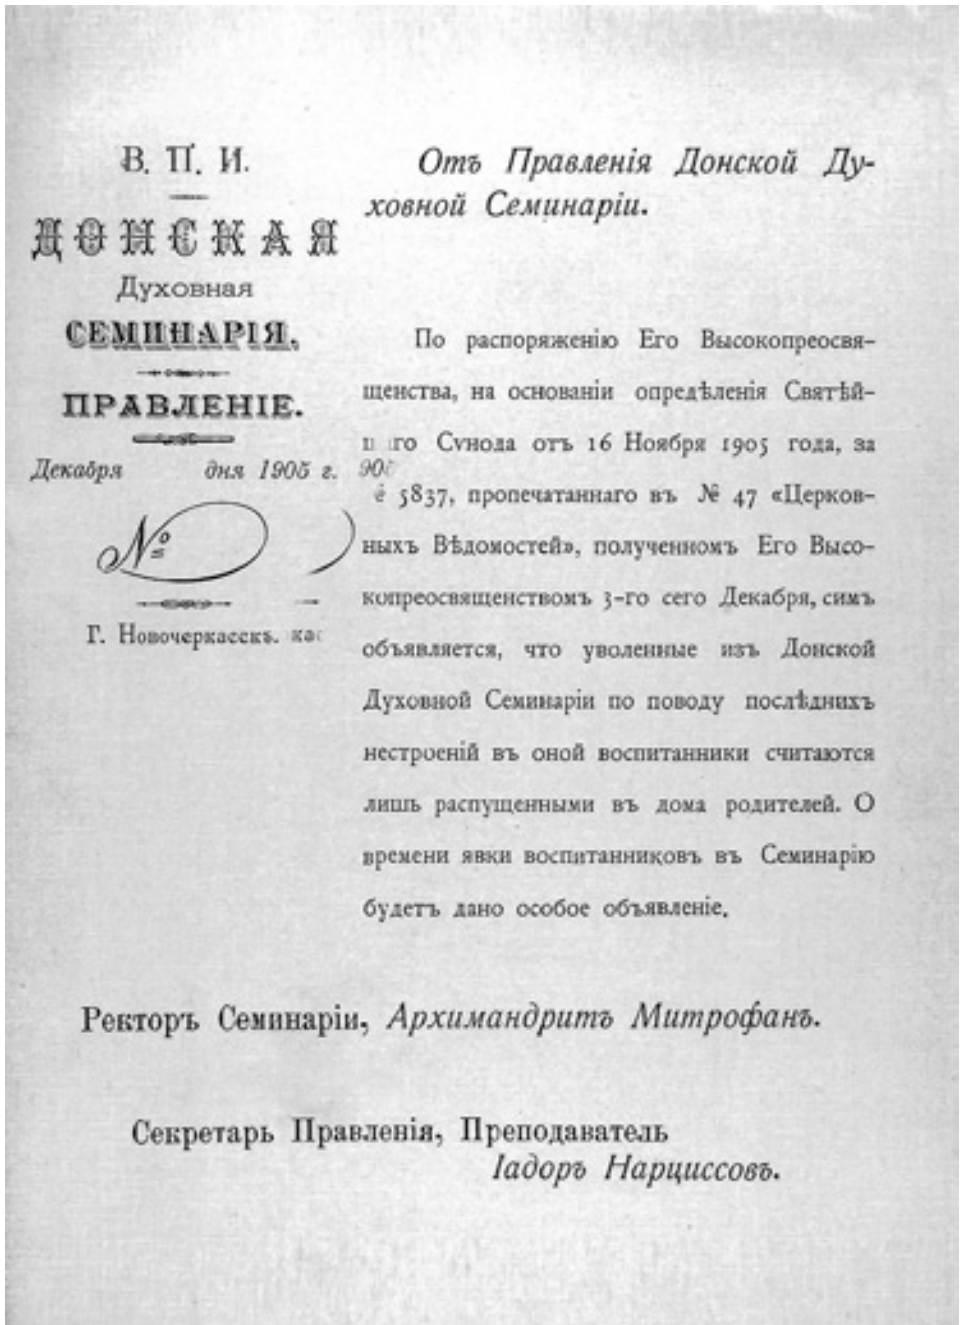 В. П. И.
ДОНСКАЯ
Духовная
СЕМИНАРІЯ.
ПРАВЛЕНІЕ.
Декабря дня 1905 г.
№
Г. Новочеркасскъ.
Отъ Правленія Донской Ду-
ховной Семинаріи.
По распоряженію Его Высокопреосвя-
щенства, на основаніи опредѣленія Святѣй-
го Сѵнода отъ 16 Ноября 1905 года, за
5837, пропечатаннаго въ № 47 «Церков-
ныхъ Вѣдомостей», полученномъ Его Высо-
копреосвященствомъ 3-го сего Декабря, симъ
объявляется, что уволенные изъ Донской
Духовной Семинаріи по поводу послѣднихъ
нестроеній въ оной воспитанники считаются
лишь распущенными въ дома родителей. О
времени явки воспитанниковъ въ Семинарію
будетъ дано особое объявленіе.
Ректоръ Семинаріи, Архимандритъ Митрофанъ.
Секретарь Правленія, Преподаватель
Іадоръ Нарциссовъ.